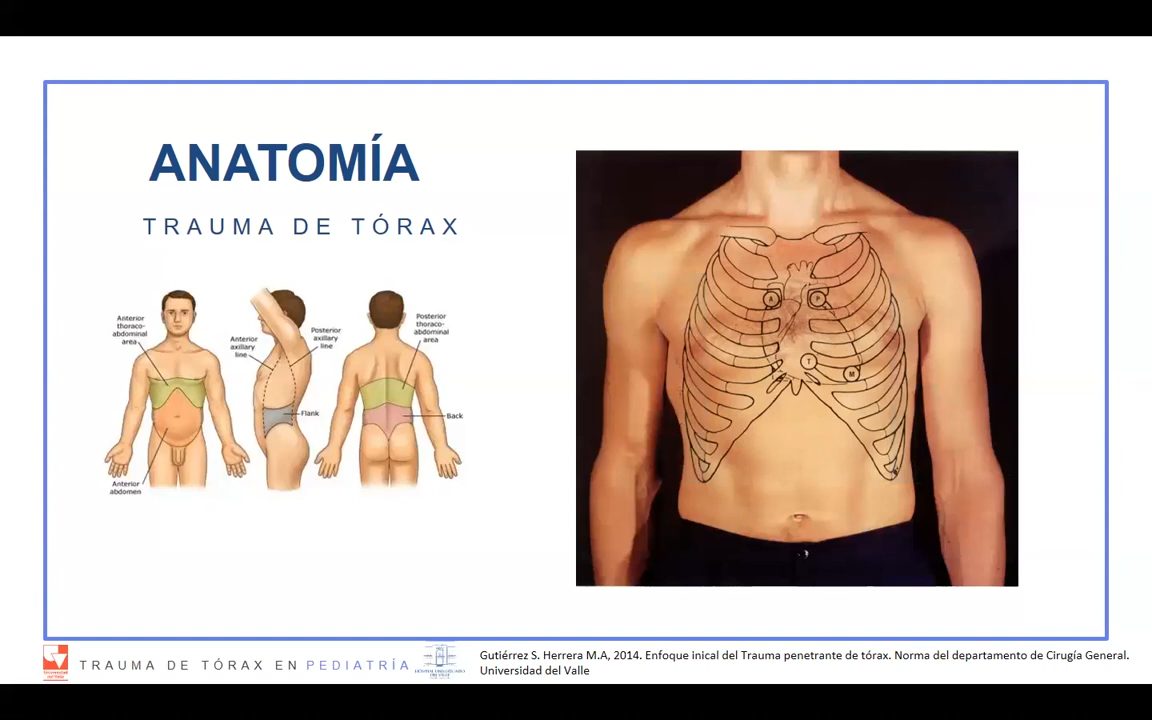 ANATOMÍA
TRAUMA DE TÓRAX
Anterior
thoraco-
abdominal
area
Anterior
axillary
line
Posterior
axillary
line
Posterior
thoraco-
abdominal
area
Flank
Back
Anterior
abdomen
A
P
T
M
TRAUMA DE TÓRAX EN PEDIATRÍA
Gutiérrez S. Herrera M.A, 2014. Enfoque inical del Trauma penetrante de tórax. Norma del departamento de Cirugía General.
Universidad del Valle